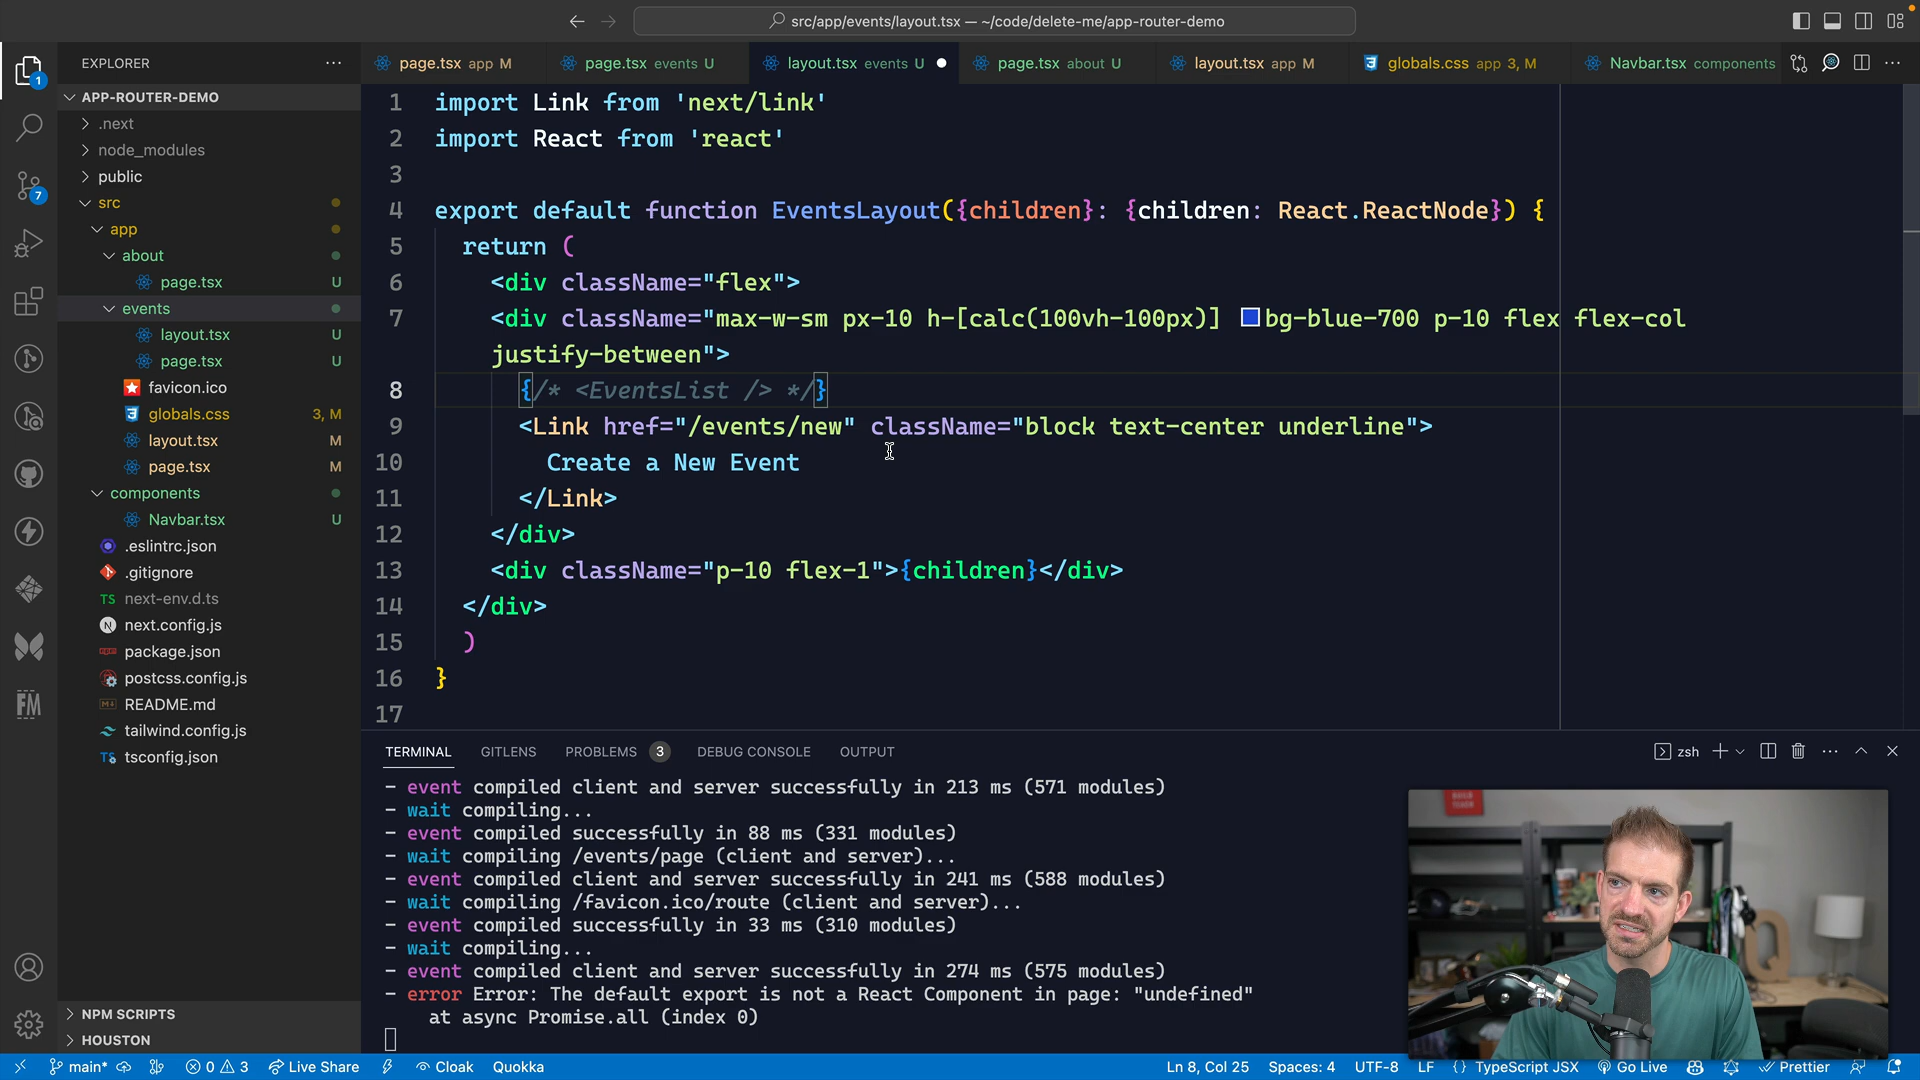 src/app/events/layout.tsx — ~/code/delete-me/app-router-demo
EXPLORER
page.tsx app M
page.tsx events U
layout.tsx events U
page.tsx about U
layout.tsx app M
globals.css app 3, M
Navbar.tsx components
APP-ROUTER-DEMO
.next
node_modules
public
src
app
about
page.tsx U
events
layout.tsx U
page.tsx U
favicon.ico
globals.css 3, M
layout.tsx M
page.tsx M
components
Navbar.tsx U
.eslintrc.json
.gitignore
next-env.d.ts
next.config.js
package.json
postcss.config.js
README.md
tailwind.config.js
tsconfig.json
NPM SCRIPTS
HOUSTON
1
7
FM
1 import Link from 'next/link'
2 import React from 'react'
3
4 export default function EventsLayout({children}: {children: React.ReactNode}) {
5 return (
6 <div className="flex">
7 <div className="max-w-sm px-10 h-[calc(100vh-100px)] bg-blue-700 p-10 flex flex-col
justify-between">
8 {/* <EventsList /> */}
9 <Link href="/events/new" className="block text-center underline">
10 Create a New Event
11 </Link>
12 </div>
13 <div className="p-10 flex-1">{children}</div>
14 </div>
15 )
16 }
17
TERMINAL GITLENS PROBLEMS 3 DEBUG CONSOLE OUTPUT
zsh
- event compiled client and server successfully in 213 ms (571 modules)
- wait compiling...
- event compiled successfully in 88 ms (331 modules)
- wait compiling /events/page (client and server)...
- event compiled client and server successfully in 241 ms (588 modules)
- wait compiling /favicon.ico/route (client and server)...
- event compiled successfully in 33 ms (310 modules)
- wait compiling...
- event compiled client and server successfully in 274 ms (575 modules)
- error Error: The default export is not a React Component in page: "undefined"
at async Promise.all (index 0)
main* 0 3 Live Share Cloak Quokka
Ln 8, Col 25 Spaces: 4 UTF-8 LF {} TypeScript JSX Go Live Prettier